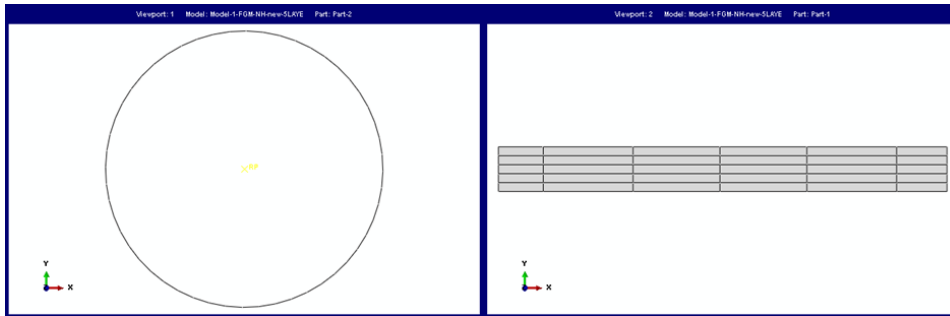 Viewport: 1 Model: Model-1-FGM-NH-new-5LAYE Part: Part-2
Viewport: 2 Model: Model-1-FGM-NH-new-5LAYE Part: Part-1
X RP
Y
X
Y
X